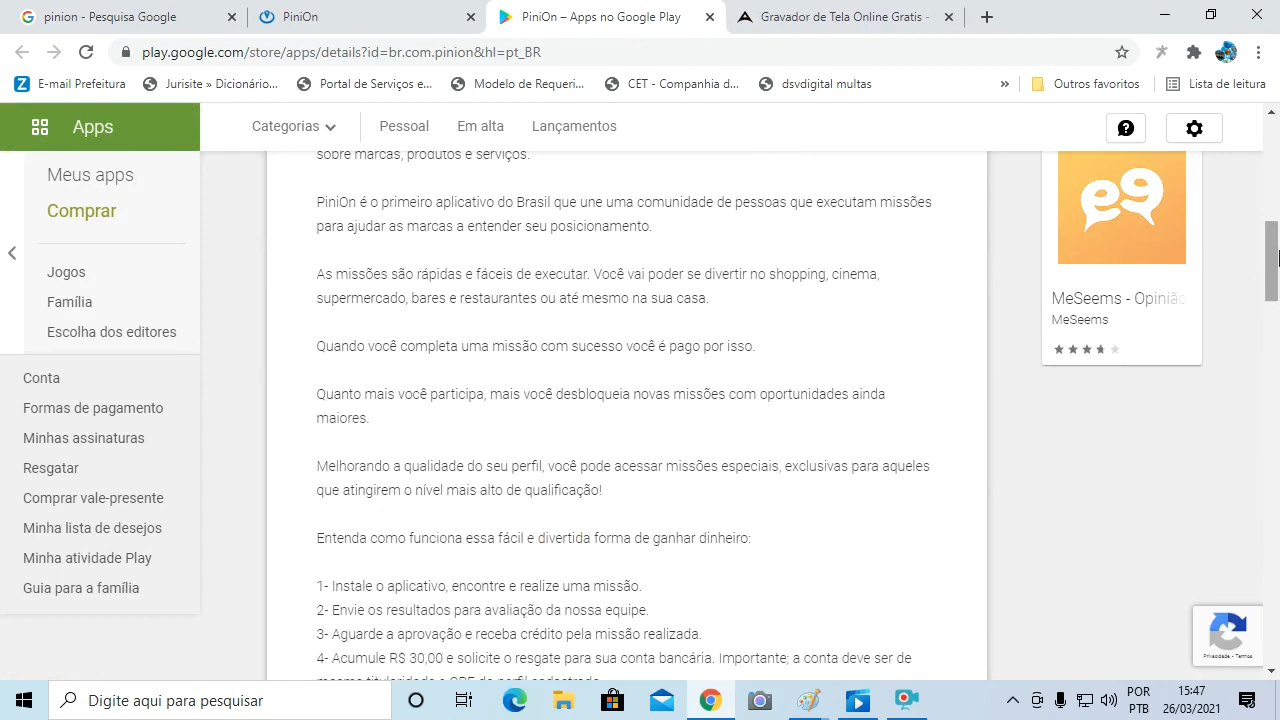 pinion - Pesquisa Google
PiniOn
PiniOn – Apps no Google Play
Gravador de Tela Online Gratis -
play.google.com/store/apps/details?id=br.com.pinion&hl=pt_BR
E-mail Prefeitura
Jurisite » Dicionário...
Portal de Serviços e...
Modelo de Requeri...
CET - Companhia d...
dsvdigital multas
»
Outros favoritos
Lista de leitura
Apps
Categorias
Pessoal
Em alta
Lançamentos
Meus apps
Comprar
Jogos
Família
Escolha dos editores
Conta
Formas de pagamento
Minhas assinaturas
Resgatar
Comprar vale-presente
Minha lista de desejos
Minha atividade Play
Guia para a família
sobre marcas, produtos e serviços.
PiniOn é o primeiro aplicativo do Brasil que une uma comunidade de pessoas que executam missões
para ajudar as marcas a entender seu posicionamento.
As missões são rápidas e fáceis de executar. Você vai poder se divertir no shopping, cinema,
supermercado, bares e restaurantes ou até mesmo na sua casa.
Quando você completa uma missão com sucesso você é pago por isso.
Quanto mais você participa, mais você desbloqueia novas missões com oportunidades ainda
maiores.
Melhorando a qualidade do seu perfil, você pode acessar missões especiais, exclusivas para aqueles
que atingirem o nível mais alto de qualificação!
Entenda como funciona essa fácil e divertida forma de ganhar dinheiro:
1- Instale o aplicativo, encontre e realize uma missão.
2- Envie os resultados para avaliação da nossa equipe.
3- Aguarde a aprovação e receba crédito pela missão realizada.
4- Acumule R$ 30,00 e solicite o resgate para sua conta bancária. Importante; a conta deve ser de
MeSeems - Opinião
MeSeems
Privacidade - Termos
Digite aqui para pesquisar
POR
PTB
15:47
26/03/2021